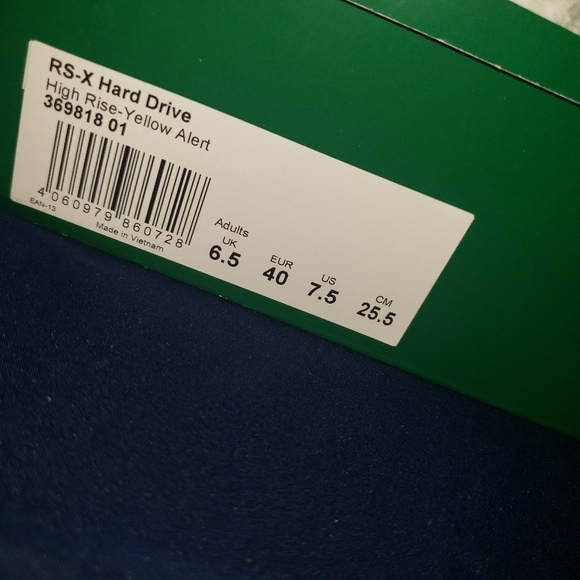 RS-X Hard Drive
High Rise-Yellow Alert
369818 01
4 060979 860728
EAN-13
Made in Vietnam
Adults
UK EUR US CM
6.5 40 7.5 25.5